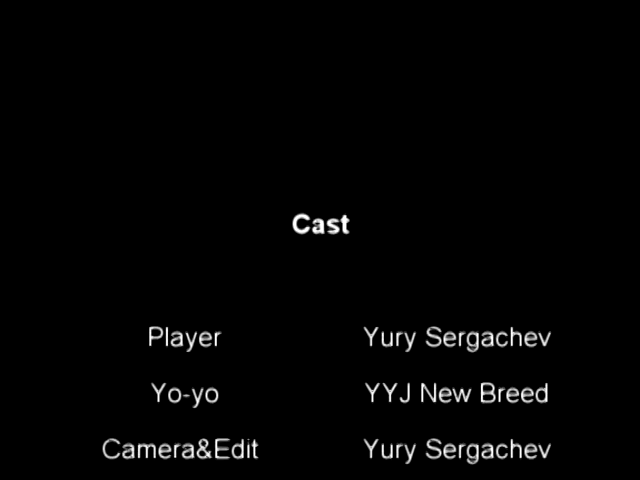 Cast
Player Yury Sergachev
Yo-yo YYJ New Breed
Camera&Edit Yury Sergachev